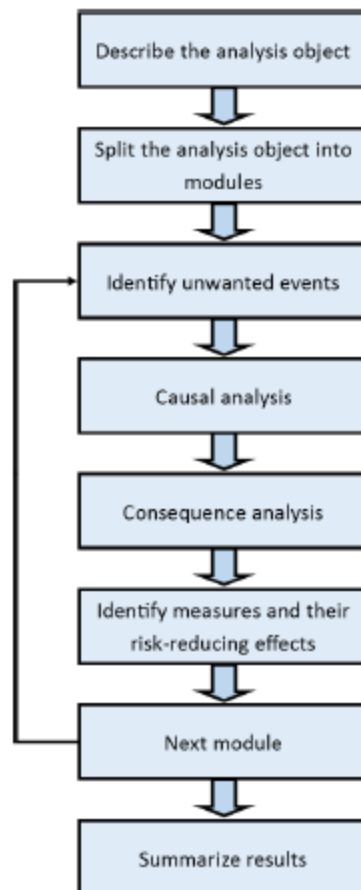 Describe the analysis object
Split the analysis object into
modules
Identify unwanted events
Causal analysis
Consequence analysis
Identify measures and their
risk-reducing effects
Next module
Summarize results